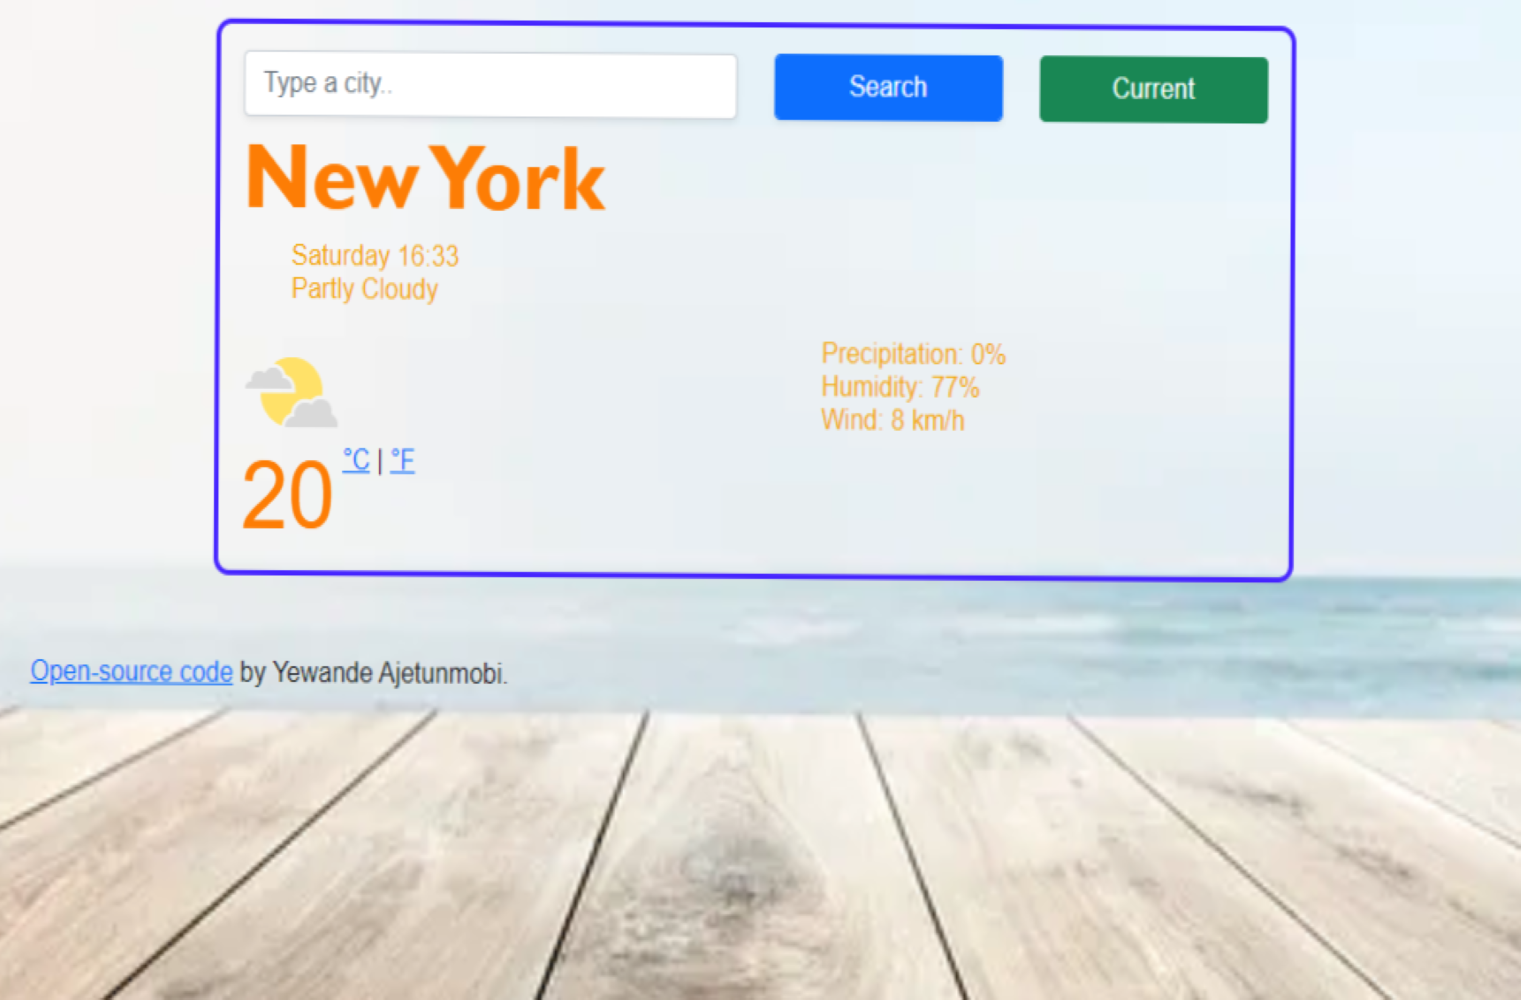 Type a city..
Search
Current
New York
Saturday 16:33
Partly Cloudy
Precipitation: 0%
Humidity: 77%
Wind: 8 km/h
20 °C | °F
Open-source code by Yewande Ajetunmobi.